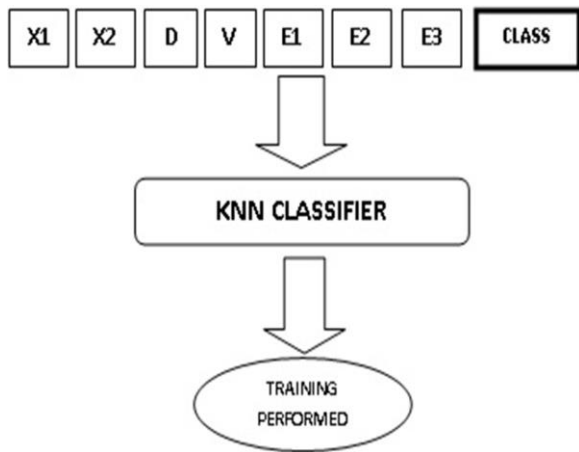 X1 X2 D V E1 E2 E3 CLASS
KNN CLASSIFIER
TRAINING
PERFORMED